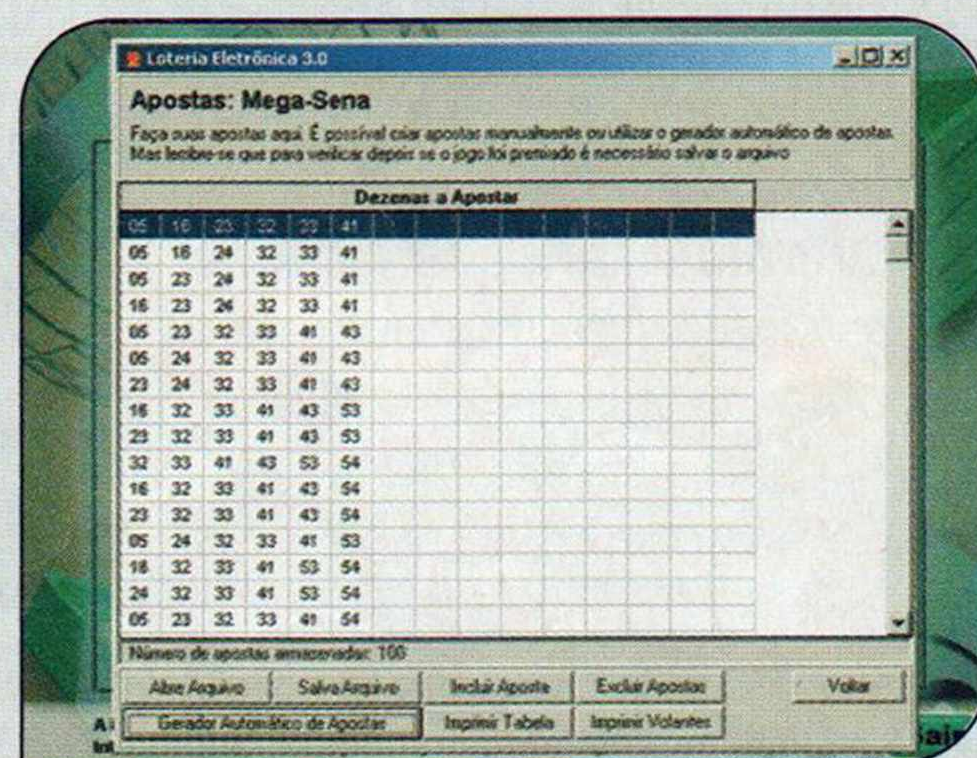 Loteria Eletrônica 3.0
Apostas: Mega-Sena
Faça suas apostas aqui. É possível criar apostas manualmente ou utilizar o gerador automático de apostas.
Mas lembre-se que para verificar depois se o jogo foi premiado é necessário salvar o arquivo
Dezenas a Apostar
05 16 23 32 33 41
05 16 24 32 33 41
05 23 24 32 33 41
16 23 24 32 33 41
05 23 32 33 41 43
05 24 32 33 41 43
23 24 32 33 41 43
16 32 33 41 43 53
23 32 33 41 43 53
32 33 41 43 53 54
16 32 33 41 43 54
23 32 33 41 43 54
05 24 32 33 41 53
16 32 33 41 53 54
24 32 33 41 53 54
05 23 32 33 41 54
Número de apostas armazenadas: 100
Abre Arquivo Salva Arquivo Incluir Aposta Excluir Apostas Voltar
Gerador Automático de Apostas Imprimir Tabela Imprimir Volantes